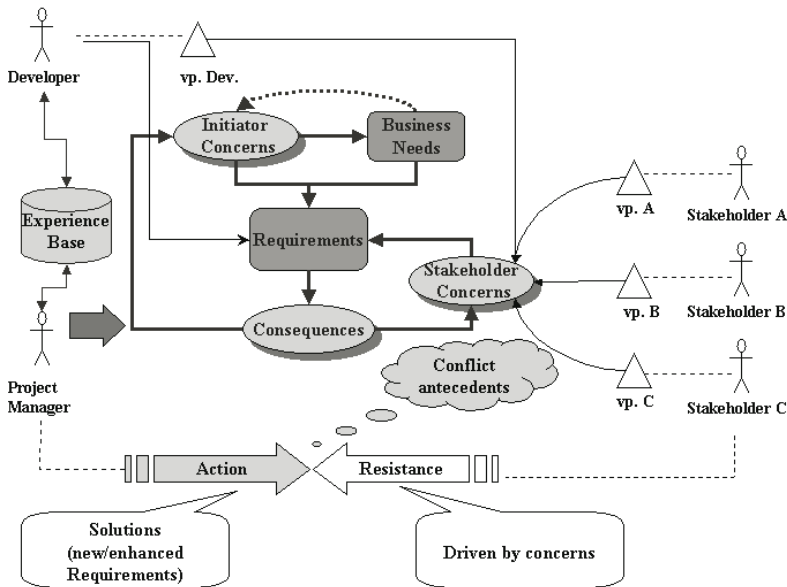 Developer
vp. Dev.
Initiator
Concerns
Business
Needs
Experience
Base
Requirements
Stakeholder
Concerns
Consequences
vp. A
Stakeholder A
vp. B
Stakeholder B
vp. C
Stakeholder C
Project
Manager
Conflict
antecedents
Action
Resistance
Solutions
(new/enhanced
Requirements)
Driven by concerns